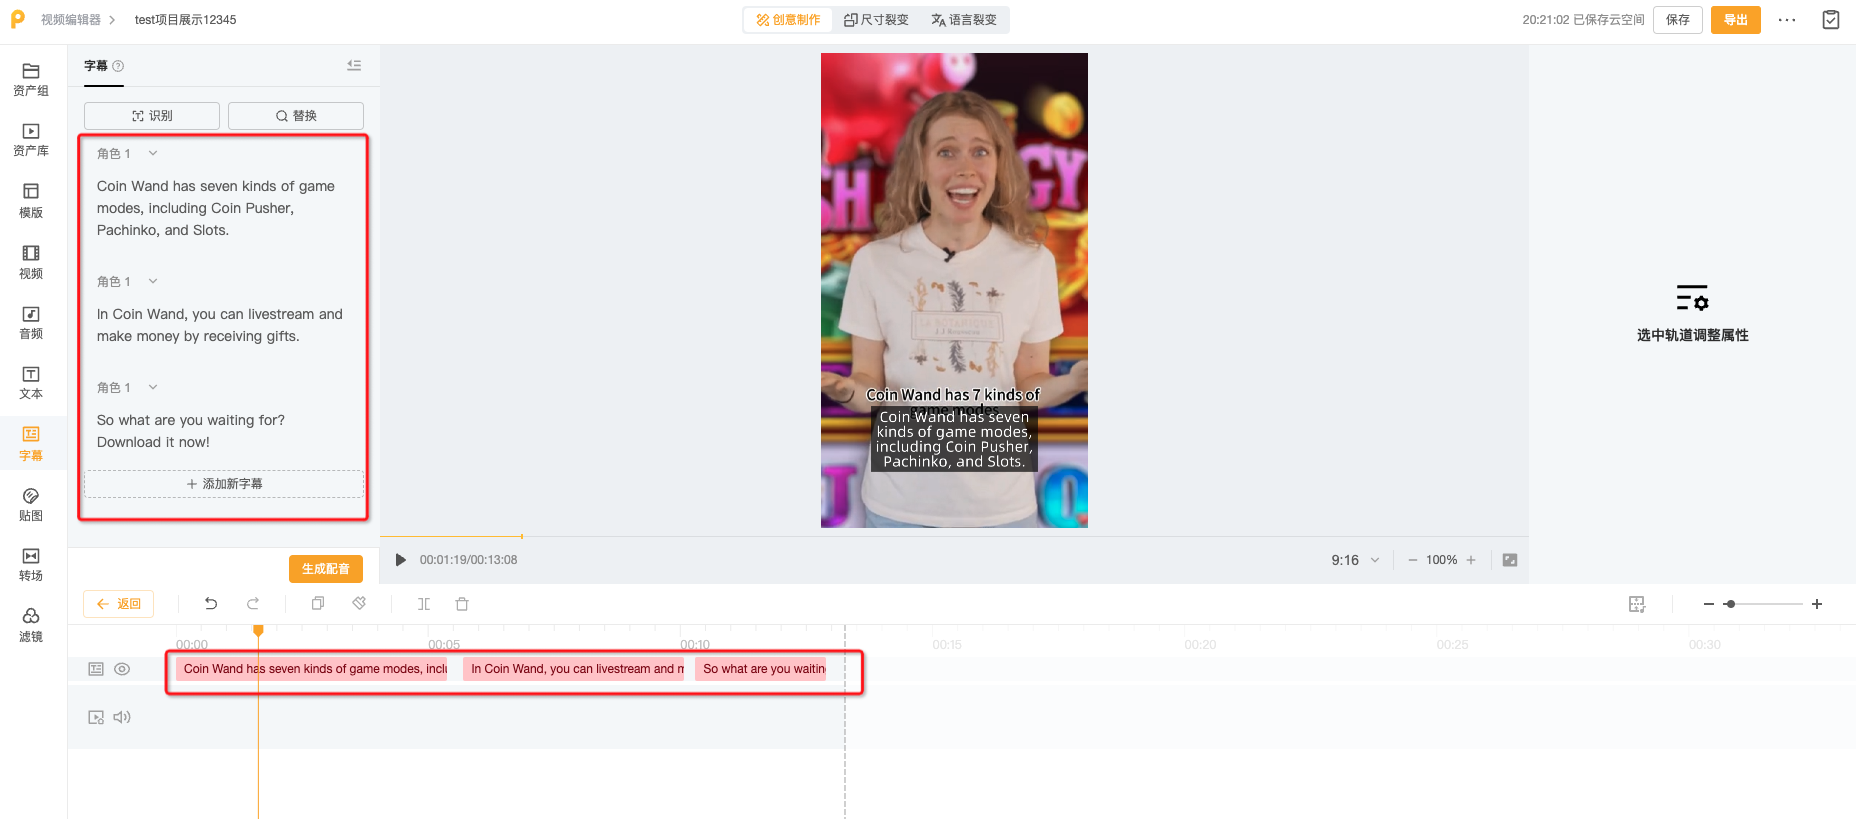 视频编辑器
test项目展示12345
创意制作
尺寸裂变
语言裂变
20:21:02 已保存云空间
保存
导出
资产组
资产库
模版
视频
音频
文本
字幕
贴图
转场
滤镜
字幕
识别
替换
角色 1
Coin Wand has seven kinds of game
modes, including Coin Pusher,
Pachinko, and Slots.
角色 1
In Coin Wand, you can livestream and
make money by receiving gifts.
角色 1
So what are you waiting for?
Download it now!
+ 添加新字幕
生成配音
Coin Wand has 7 kinds of
game modes
Coin Wand has seven
kinds of game modes,
including Coin Pusher,
Pachinko, and Slots.
选中轨道调整属性
00:01:19/00:13:08
9:16
100%
返回
00:00
00:05
00:10
00:15
00:20
00:25
00:30
Coin Wand has seven kinds of game modes, inclu
In Coin Wand, you can livestream and m
So what are you waitin